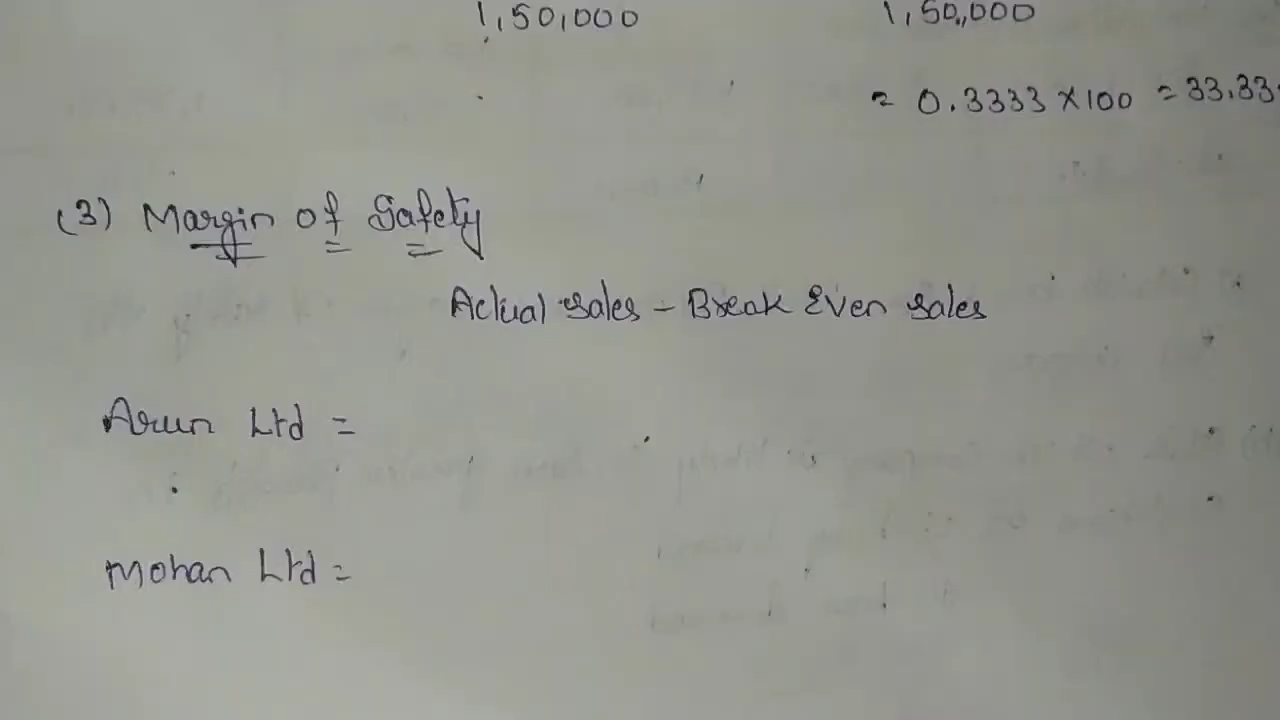 1,50,000 1,50,000
= 0.3333 × 100 = 33.33
(3) Margin of Safety
Actual sales - Break Even sales
Arun Ltd =
Mohan Ltd =